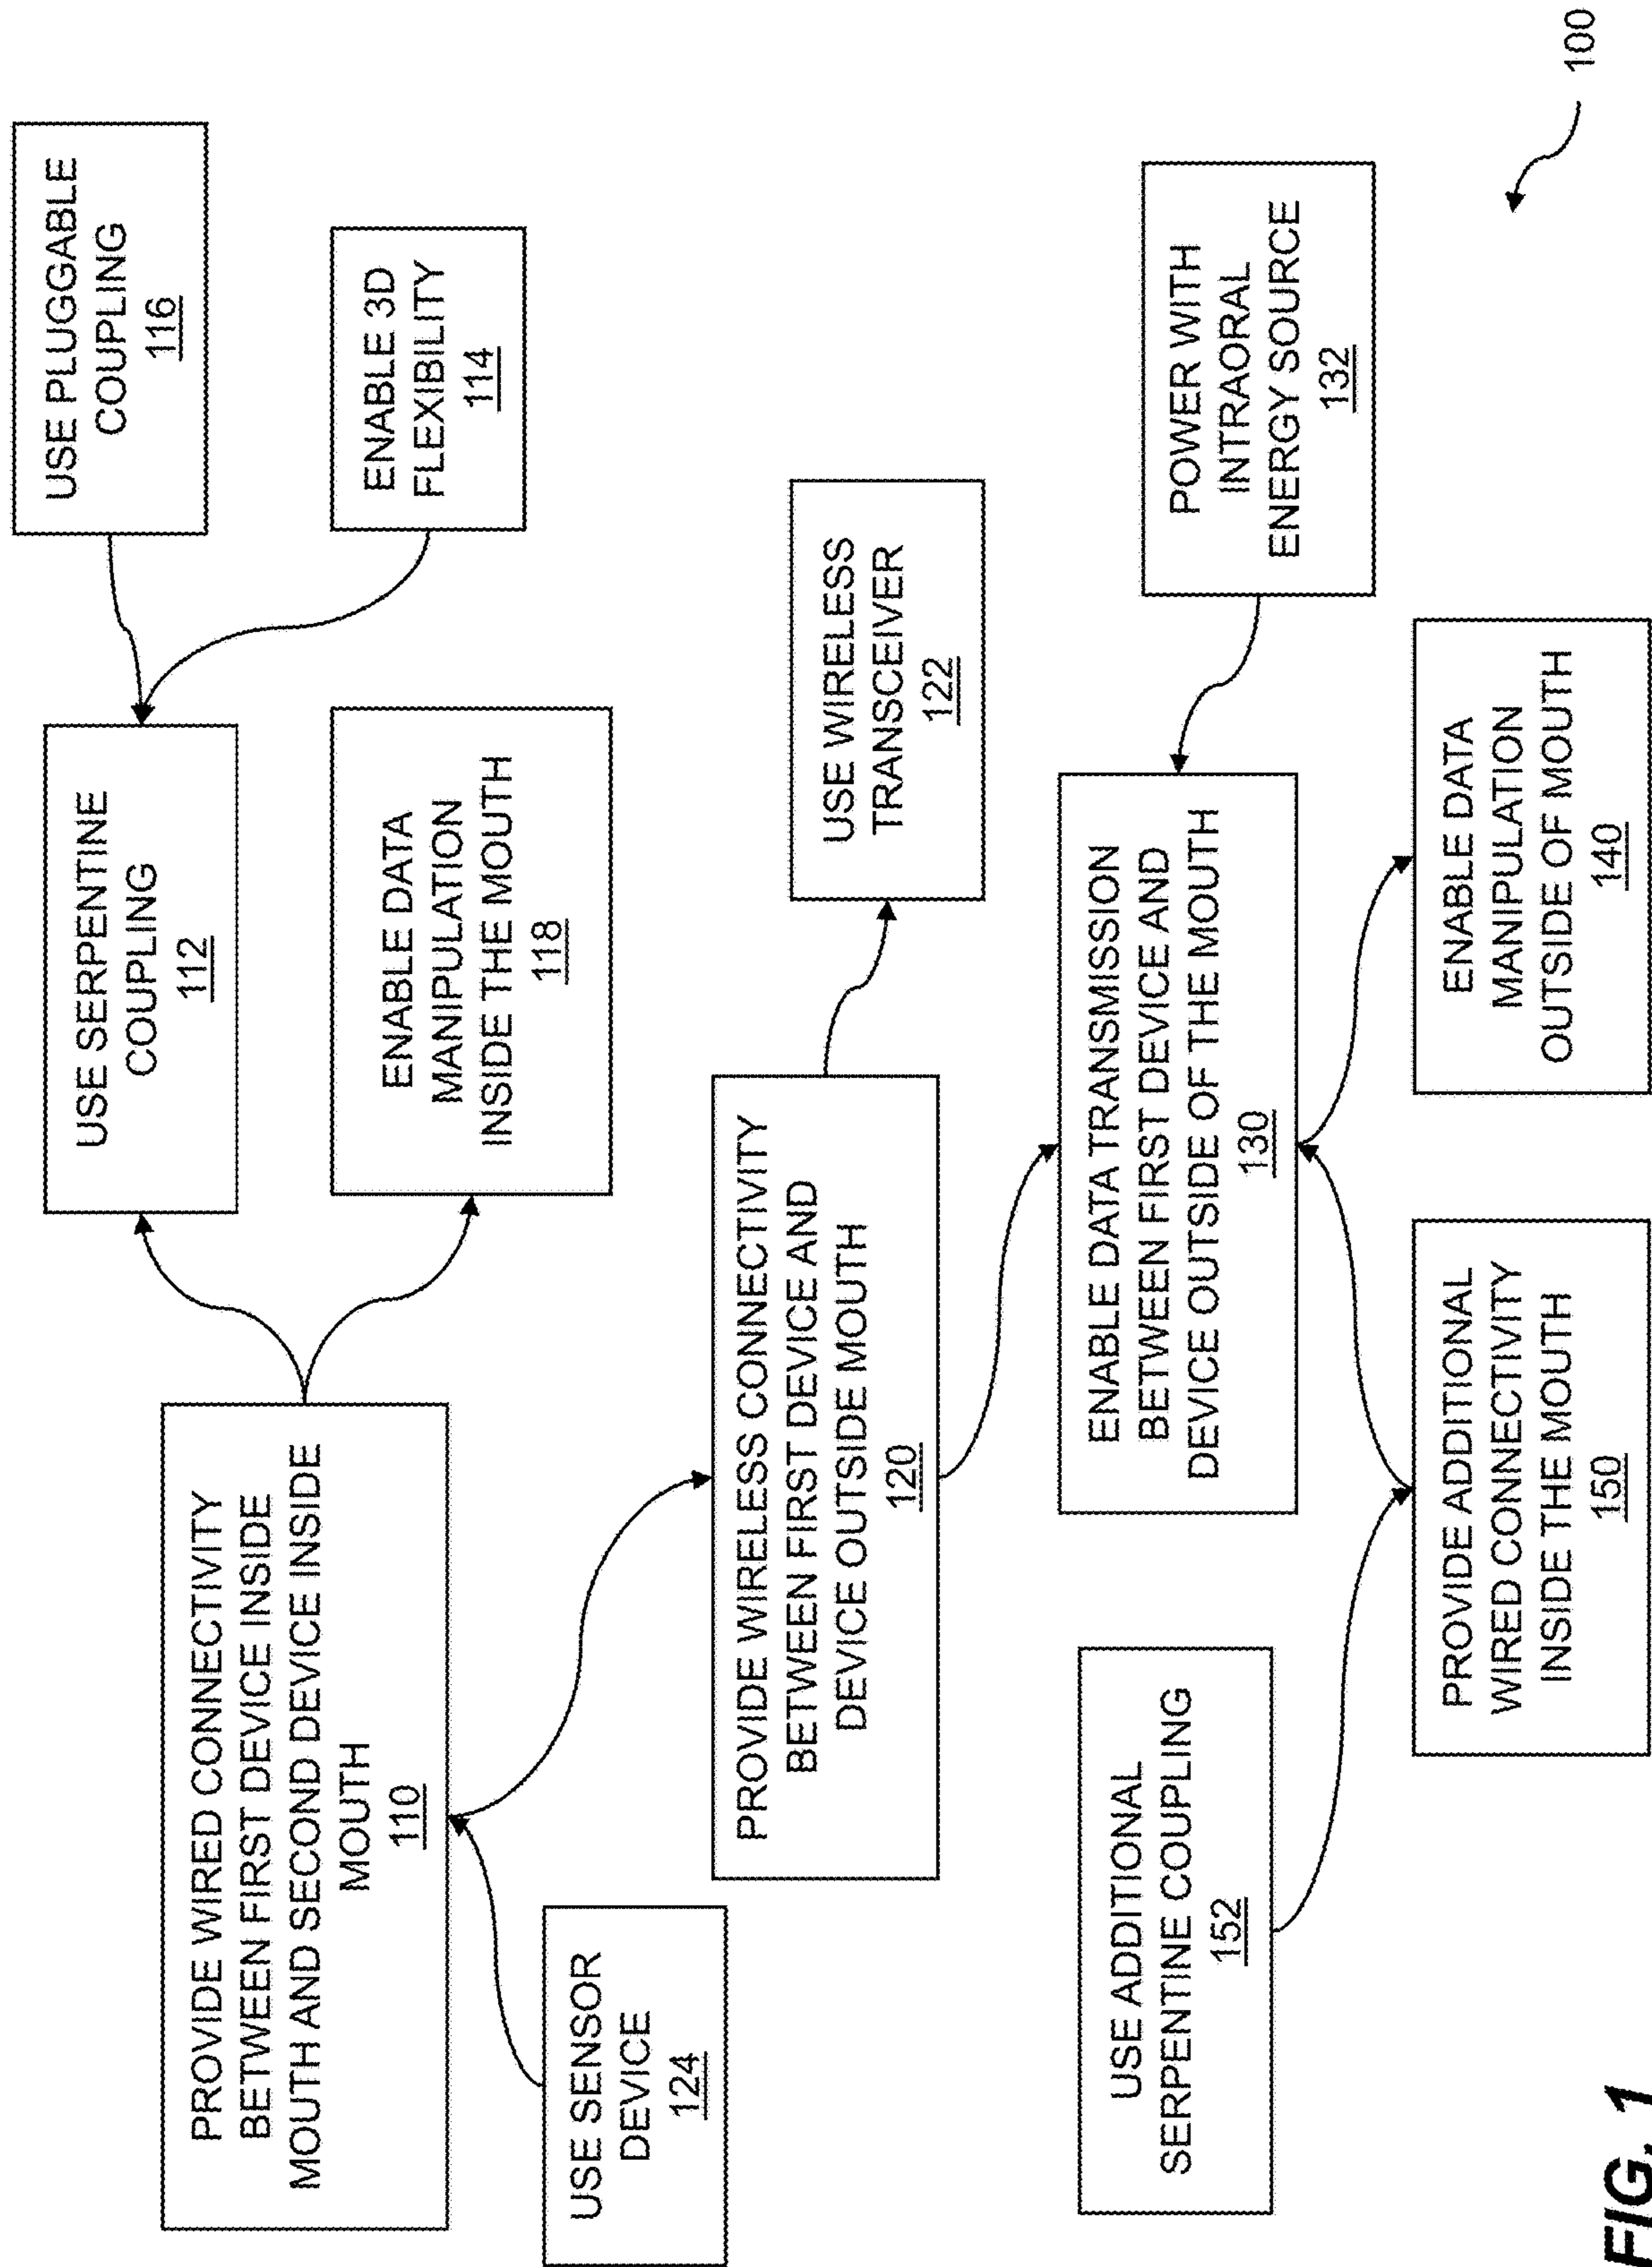 PROVIDE WIRED CONNECTIVITY
BETWEEN FIRST DEVICE INSIDE
MOUTH AND SECOND DEVICE INSIDE
MOUTH
110
USE SERPENTINE
COUPLING
112
USE PLUGGABLE
COUPLING
116
ENABLE 3D
FLEXIBILITY
114
ENABLE DATA
MANIPULATION
INSIDE THE MOUTH
118
USE SENSOR
DEVICE
124
PROVIDE WIRELESS CONNECTIVITY
BETWEEN FIRST DEVICE AND
DEVICE OUTSIDE MOUTH
120
USE WIRELESS
TRANSCEIVER
122
ENABLE DATA TRANSMISSION
BETWEEN FIRST DEVICE AND
DEVICE OUTSIDE OF THE MOUTH
130
POWER WITH
INTRAORAL
ENERGY SOURCE
132
USE ADDITIONAL
SERPENTINE COUPLING
152
PROVIDE ADDITIONAL
WIRED CONNECTIVITY
INSIDE THE MOUTH
150
ENABLE DATA
MANIPULATION
OUTSIDE OF MOUTH
140
100
FIG. 1